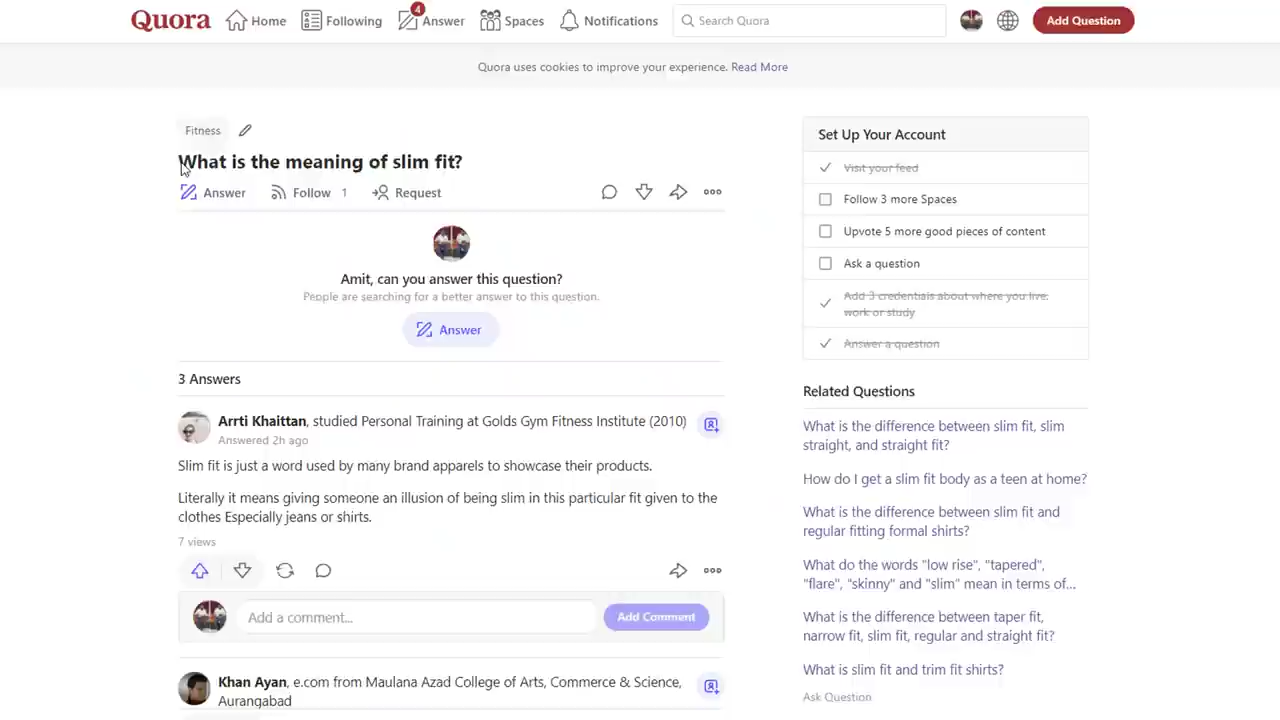 Quora Home Following 4 Answer Spaces Notifications Search Quora Add Question
Quora uses cookies to improve your experience. Read More
Fitness
What is the meaning of slim fit?
Answer Follow 1 Request
Amit, can you answer this question?
People are searching for a better answer to this question.
Answer
3 Answers
Arrti Khaittan, studied Personal Training at Golds Gym Fitness Institute (2010)
Answered 2h ago
Slim fit is just a word used by many brand apparels to showcase their products.
Literally it means giving someone an illusion of being slim in this particular fit given to the
clothes Especially jeans or shirts.
7 views
Add a comment... Add Comment
Khan Ayan, e.com from Maulana Azad College of Arts, Commerce & Science,
Aurangabad
Set Up Your Account
Visit your feed
Follow 3 more Spaces
Upvote 5 more good pieces of content
Ask a question
Add 3 credentials about where you live,
work or study
Answer a question
Related Questions
What is the difference between slim fit, slim
straight, and straight fit?
How do I get a slim fit body as a teen at home?
What is the difference between slim fit and
regular fitting formal shirts?
What do the words "low rise", "tapered",
"flare", "skinny" and "slim" mean in terms of...
What is the difference between taper fit,
narrow fit, slim fit, regular and straight fit?
What is slim fit and trim fit shirts?
Ask Question